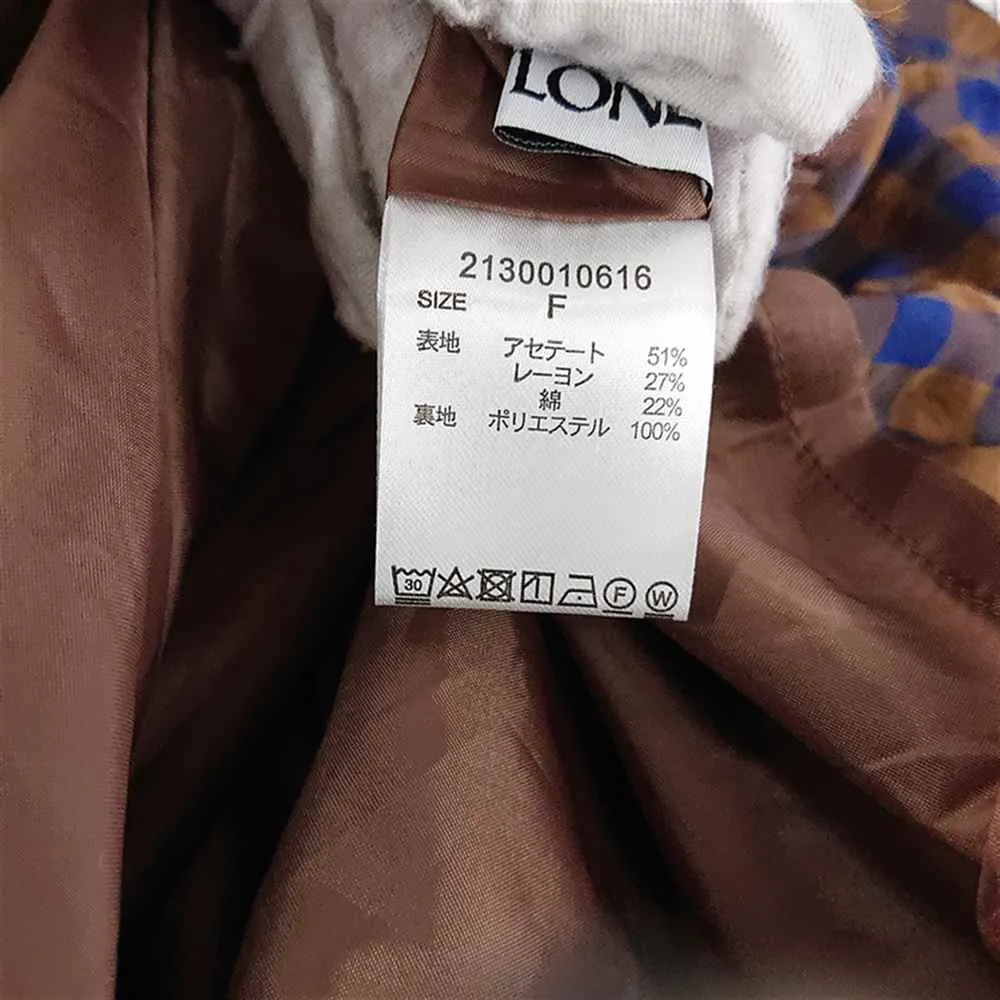 LONE
2130010616
SIZE F
表地 アセテート 51%
レーヨン 27%
綿 22%
裏地 ポリエステル 100%
30 F W